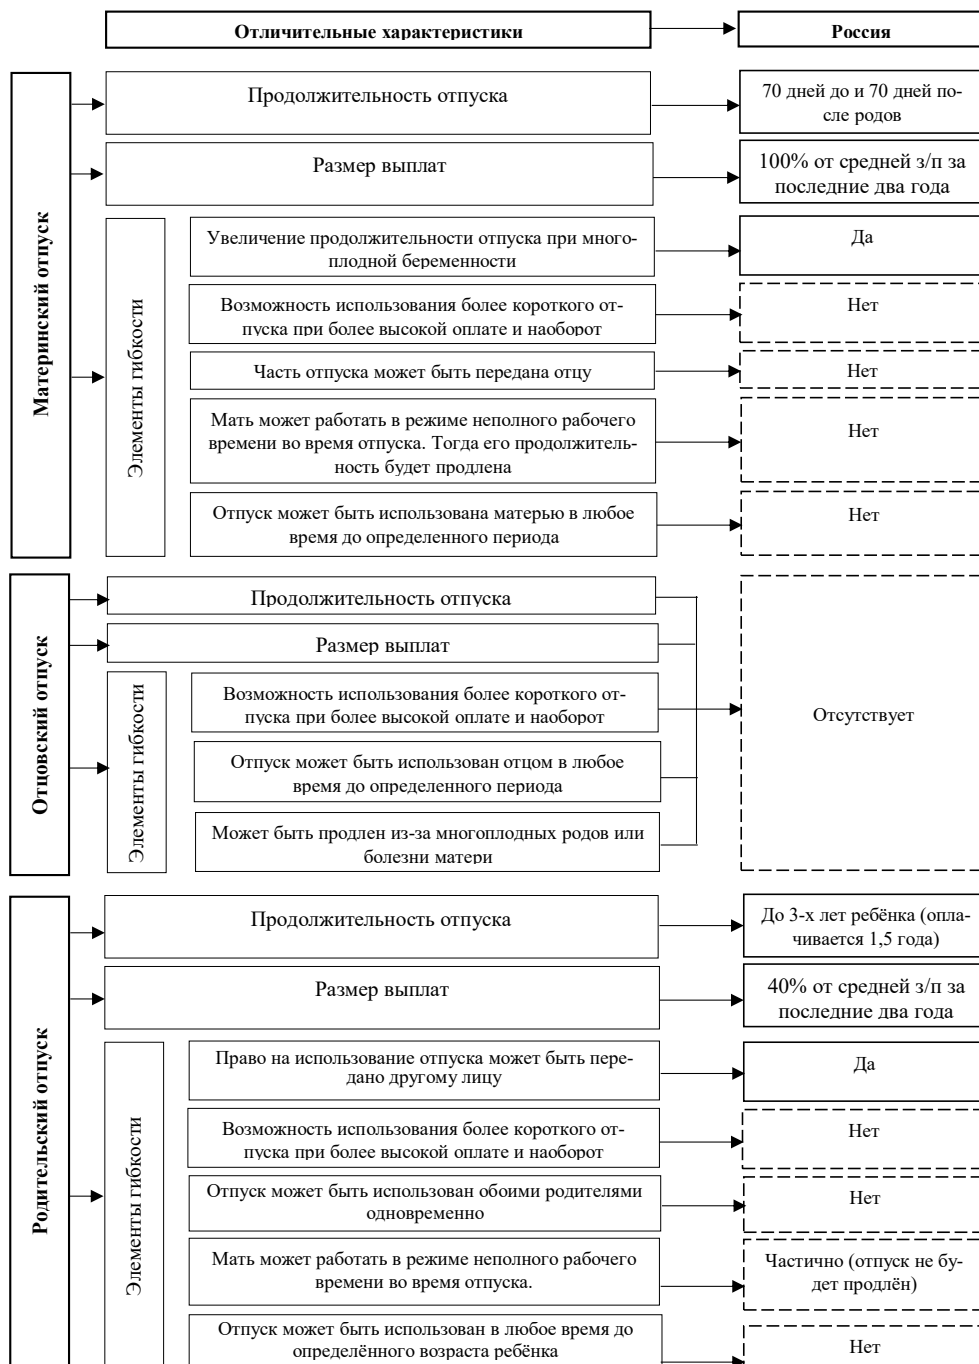 Отличительные характеристики
Россия
Материнский отпуск
Продолжительность отпуска
70 дней до и 70 дней по-
сле родов
Размер выплат
100% от средней з/п за
последние два года
Элементы гибкости
Увеличение продолжительности отпуска при много-
плодной беременности
Да
Возможность использования более короткого от-
пуска при более высокой оплате и наоборот
Нет
Часть отпуска может быть передана отцу
Нет
Мать может работать в режиме неполного рабочего
времени во время отпуска. Тогда его продолжитель-
ность будет продлена
Нет
Отпуск может быть использована матерью в любое
время до определенного периода
Нет
Отцовский отпуск
Продолжительность отпуска
Размер выплат
Элементы гибкости
Возможность использования более короткого от-
пуска при более высокой оплате и наоборот
Отпуск может быть использован отцом в любое
время до определенного периода
Может быть продлен из-за многоплодных родов или
болезни матери
Отсутствует
Родительский отпуск
Продолжительность отпуска
До 3-х лет ребёнка (опла-
чивается 1,5 года)
Размер выплат
40% от средней з/п за
последние два года
Элементы гибкости
Право на использование отпуска может быть пере-
дано другому лицу
Да
Возможность использования более короткого от-
пуска при более высокой оплате и наоборот
Нет
Отпуск может быть использован обоими родителями
одновременно
Нет
Мать может работать в режиме неполного рабочего
времени во время отпуска.
Частично (отпуск не бу-
дет продлён)
Отпуск может быть использован в любое время до
определённого возраста ребёнка
Нет